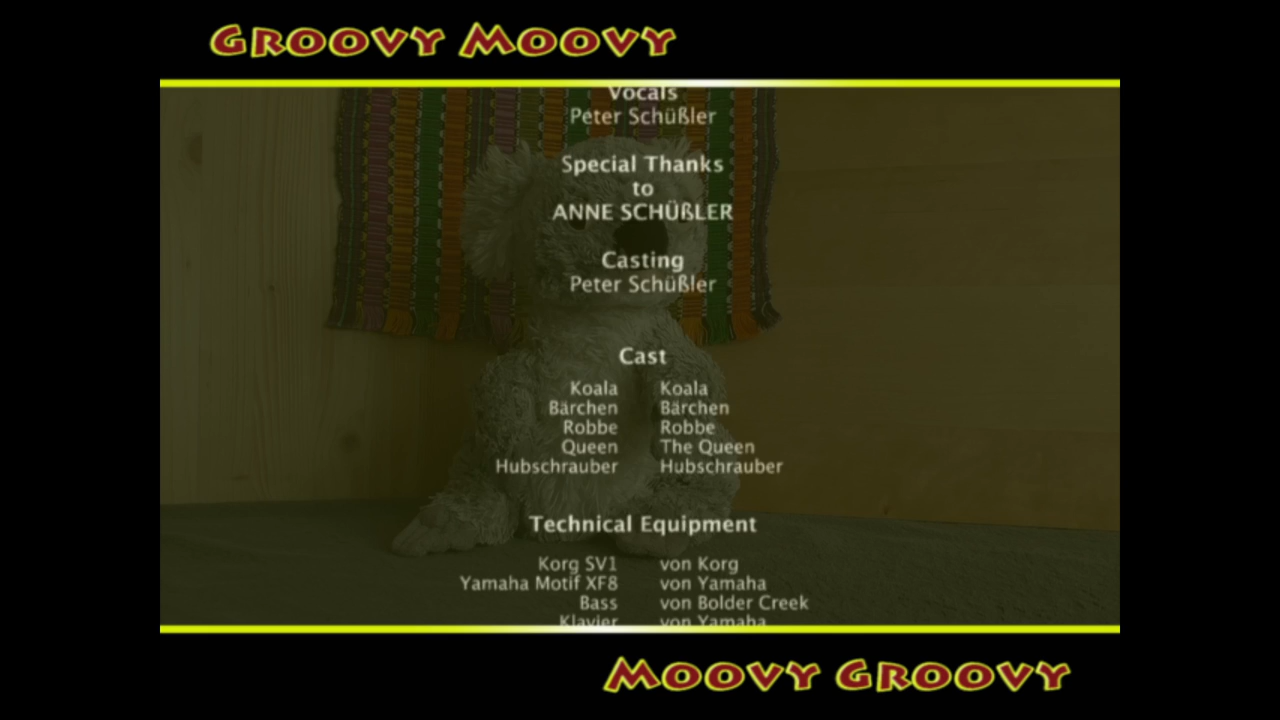 GROOVY MOOVY
Vocals
Peter Schüßler
Special Thanks
to
ANNE SCHÜßLER
Casting
Peter Schüßler
Cast
Koala Koala
Bärchen Bärchen
Robbe Robbe
Queen The Queen
Hubschrauber Hubschrauber
Technical Equipment
Korg SV1 von Korg
Yamaha Motif XF8 von Yamaha
Bass von Bolder Creek
Klavier von Yamaha
MOOVY GROOVY